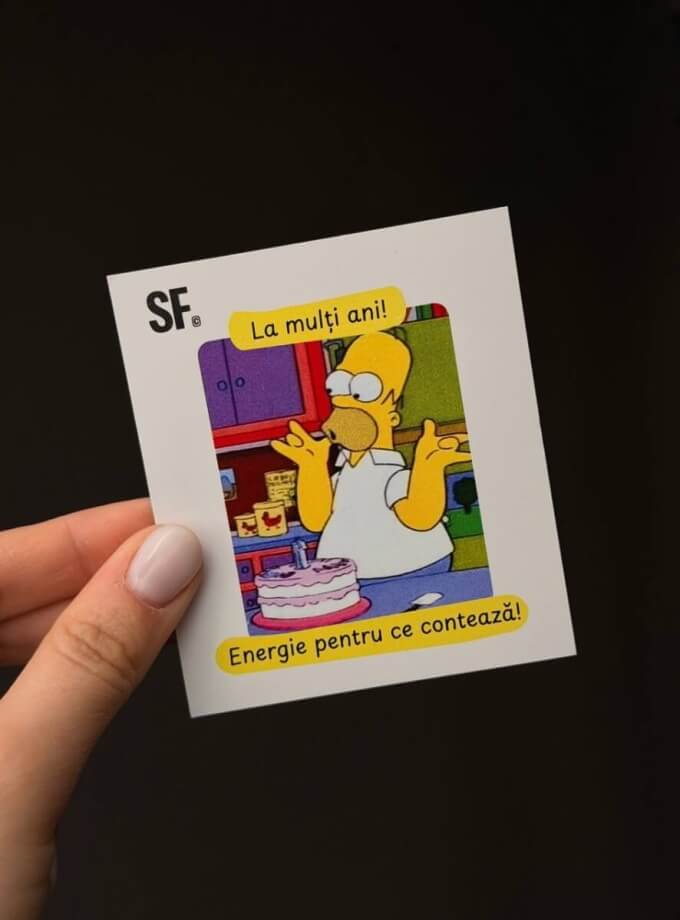 SF©
La mulți ani!
Energie pentru ce contează!